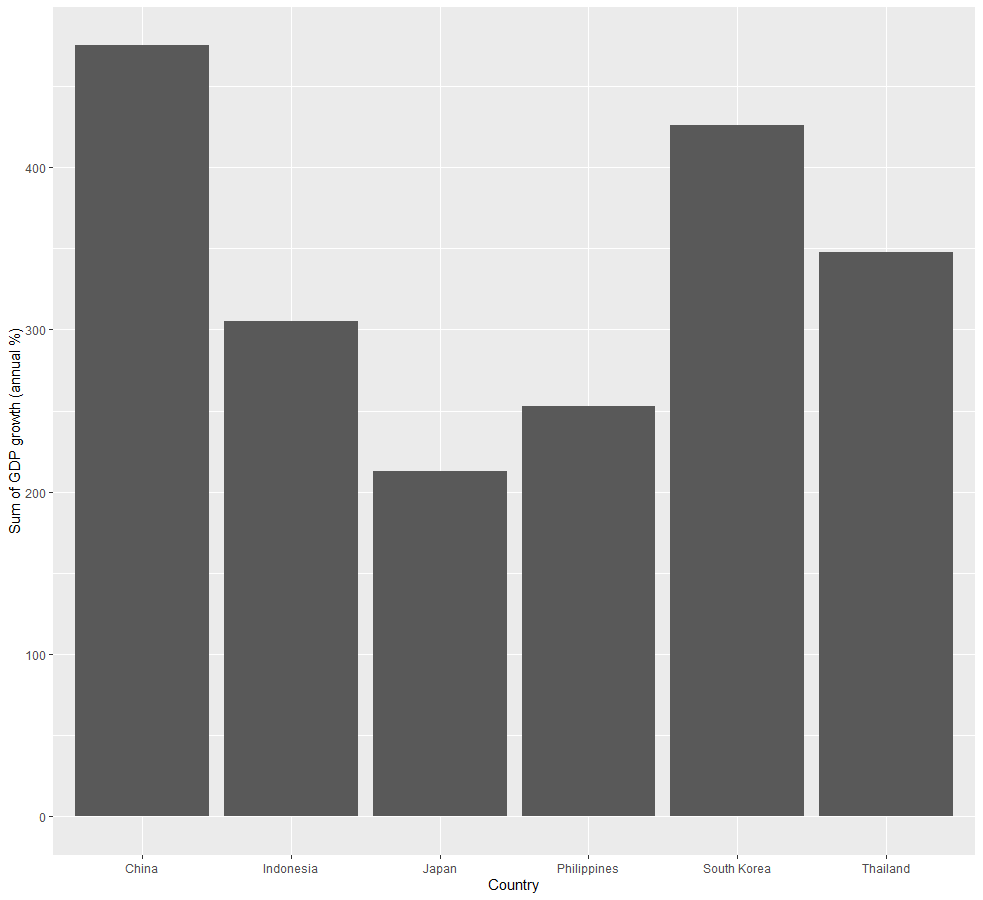 Sum of GDP growth (annual %)
400
300
200
100
0
China Indonesia Japan Philippines South Korea Thailand
Country